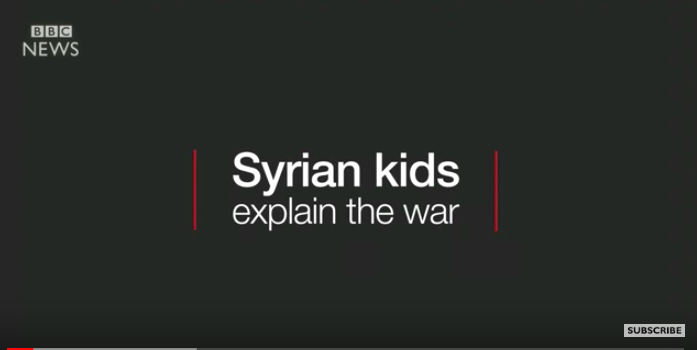 BBC
NEWS
Syrian kids
explain the war
SUBSCRIBE